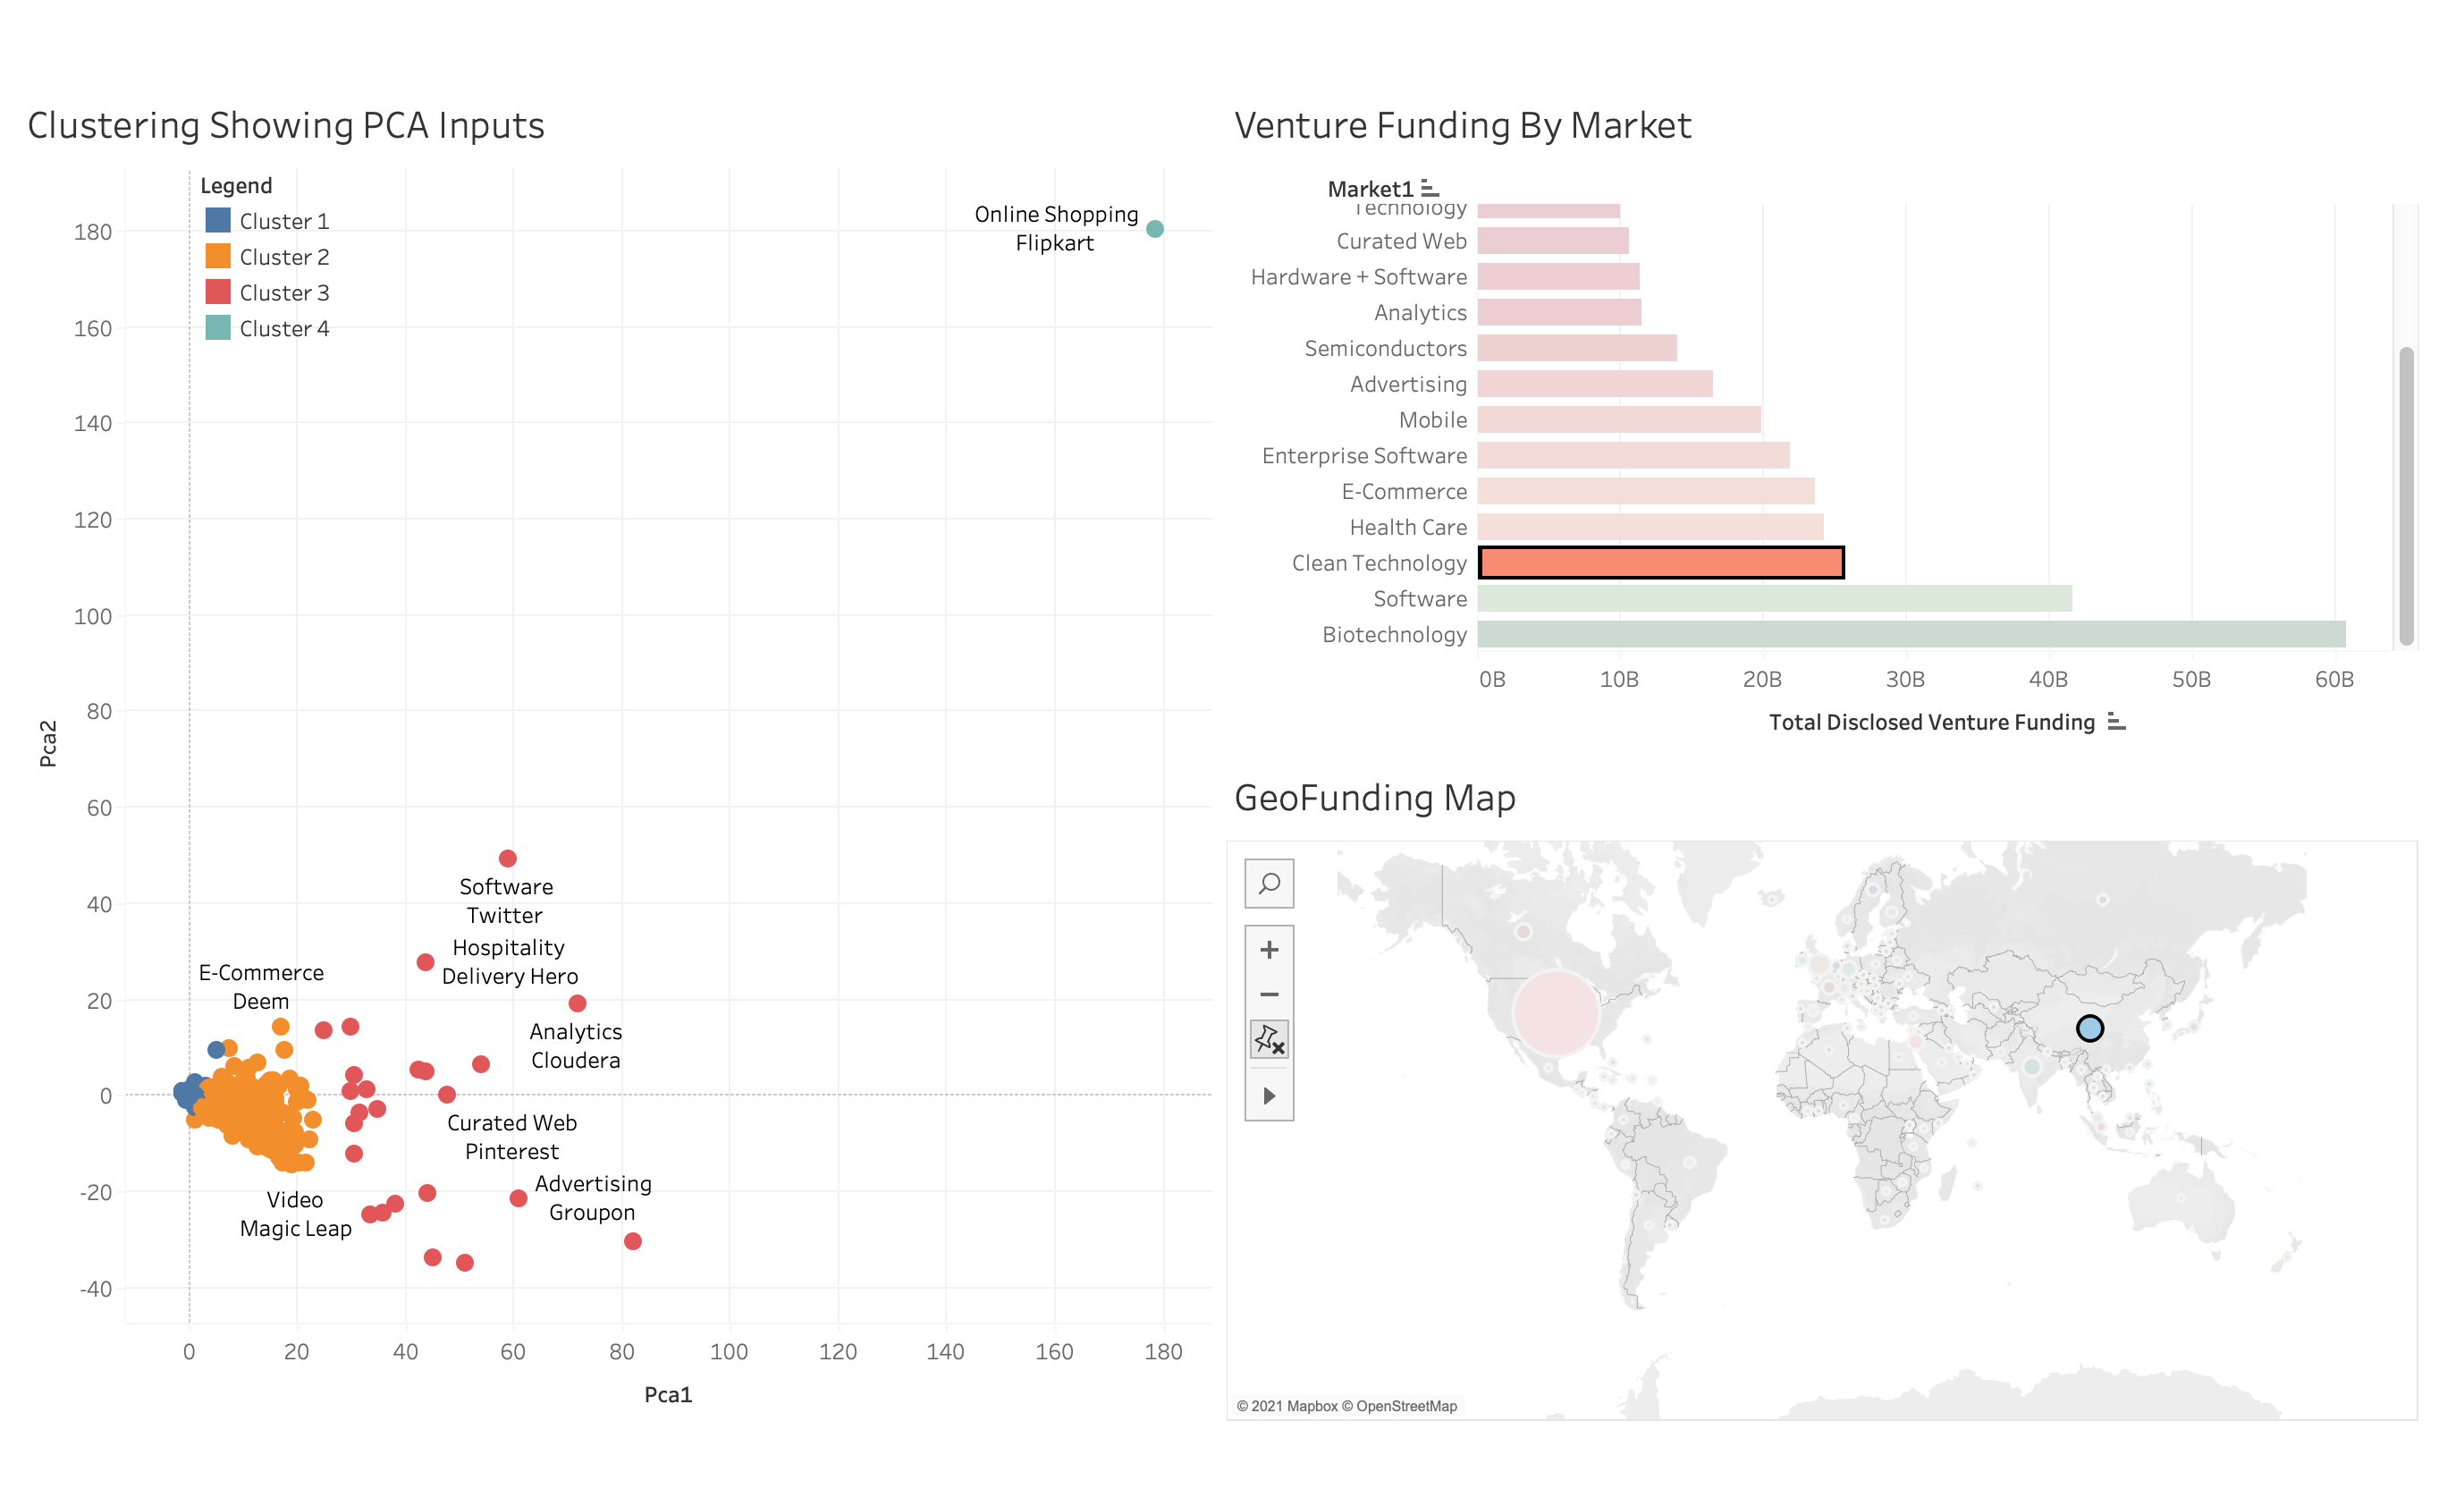 Clustering Showing PCA Inputs
Legend
Cluster 1
Cluster 2
Cluster 3
Cluster 4
180
160
140
120
100
80
60
40
20
0
-20
-40
Pca2
Online Shopping
Flipkart
Software
Twitter
Hospitality
Delivery Hero
E-Commerce
Deem
Analytics
Cloudera
Curated Web
Pinterest
Video
Magic Leap
Advertising
Groupon
0 20 40 60 80 100 120 140 160 180
Pca1
Venture Funding By Market
Market1
Technology
Curated Web
Hardware + Software
Analytics
Semiconductors
Advertising
Mobile
Enterprise Software
E-Commerce
Health Care
Clean Technology
Software
Biotechnology
0B 10B 20B 30B 40B 50B 60B
Total Disclosed Venture Funding
GeoFunding Map
© 2021 Mapbox © OpenStreetMap